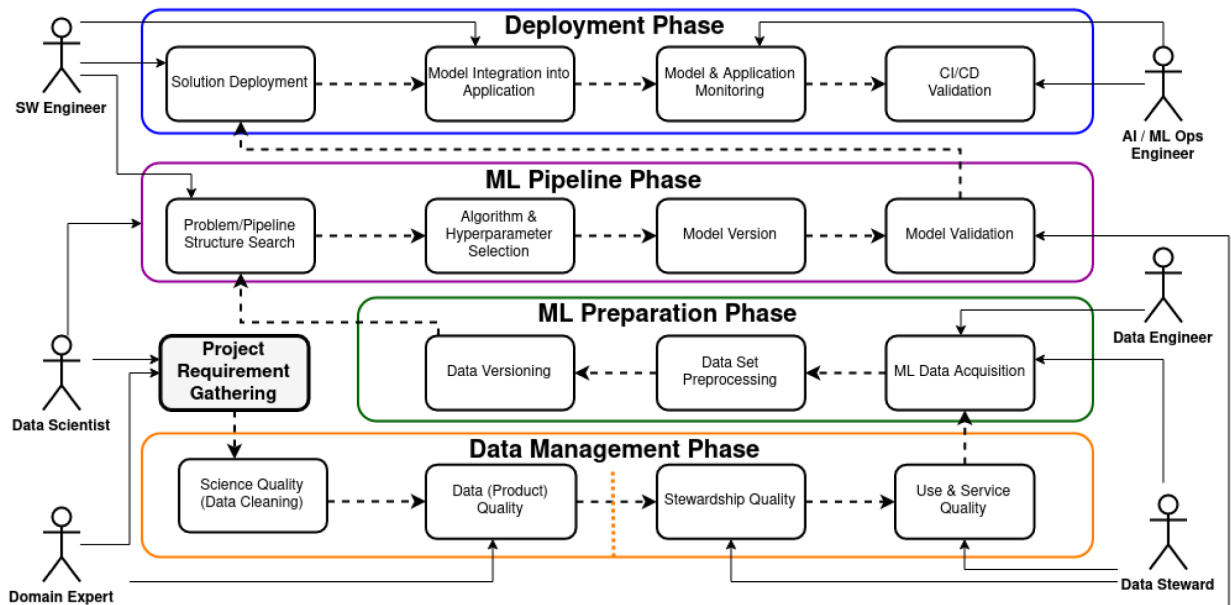 Deployment Phase
SW Engineer
Solution Deployment
Model Integration into
Application
Model & Application
Monitoring
CI/CD
Validation
AI / ML Ops
Engineer
ML Pipeline Phase
Problem/Pipeline
Structure Search
Algorithm &
Hyperparameter
Selection
Model Version
Model Validation
ML Preparation Phase
Data Engineer
Data Scientist
Project
Requirement
Gathering
Data Versioning
Data Set
Preprocessing
ML Data Acquisition
Data Management Phase
Science Quality
(Data Cleaning)
Data (Product)
Quality
Stewardship Quality
Use & Service
Quality
Domain Expert
Data Steward